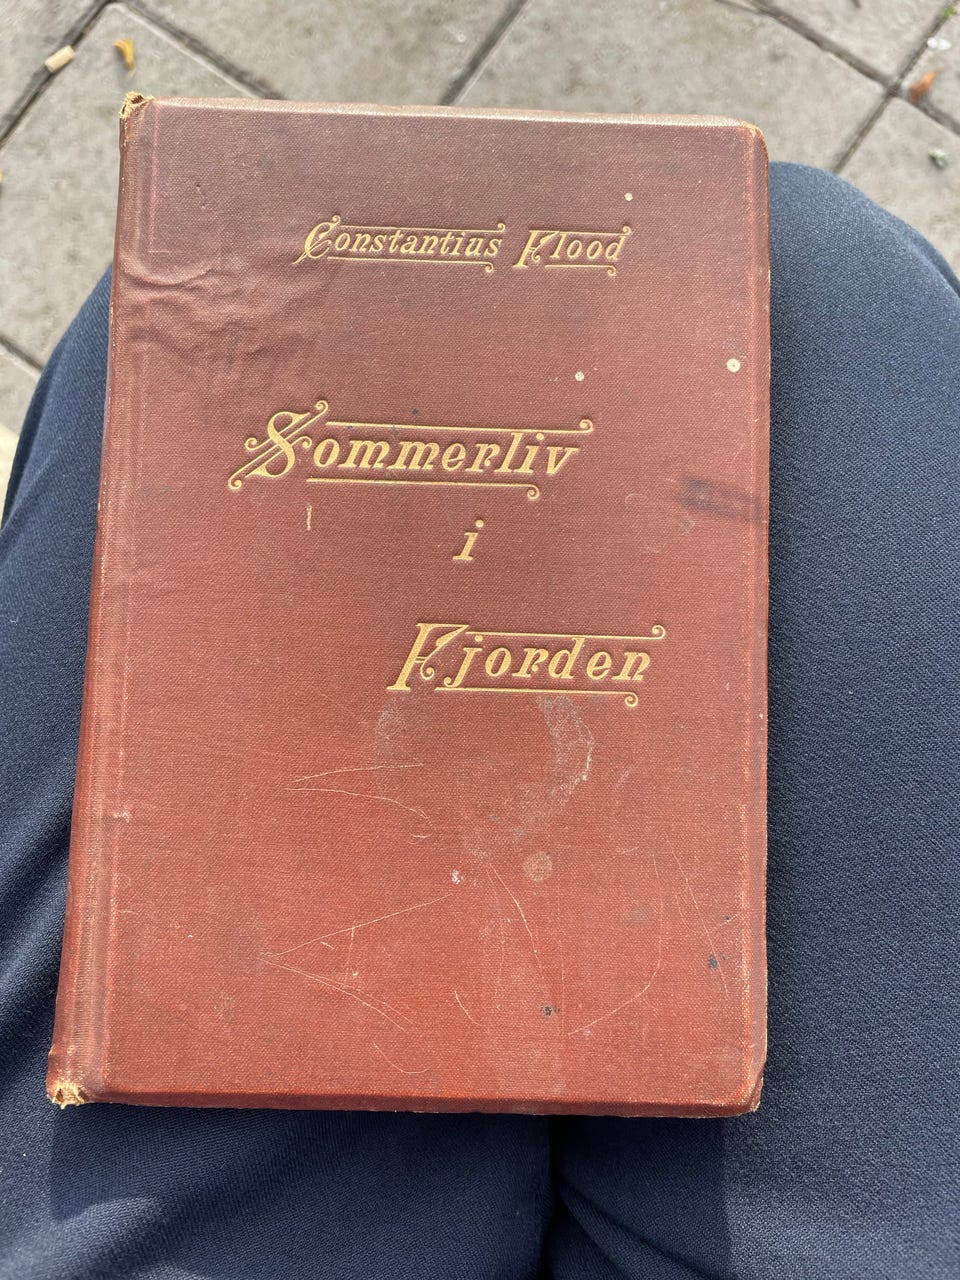 Constantius Flood
Sommerliv
i
Fjorden